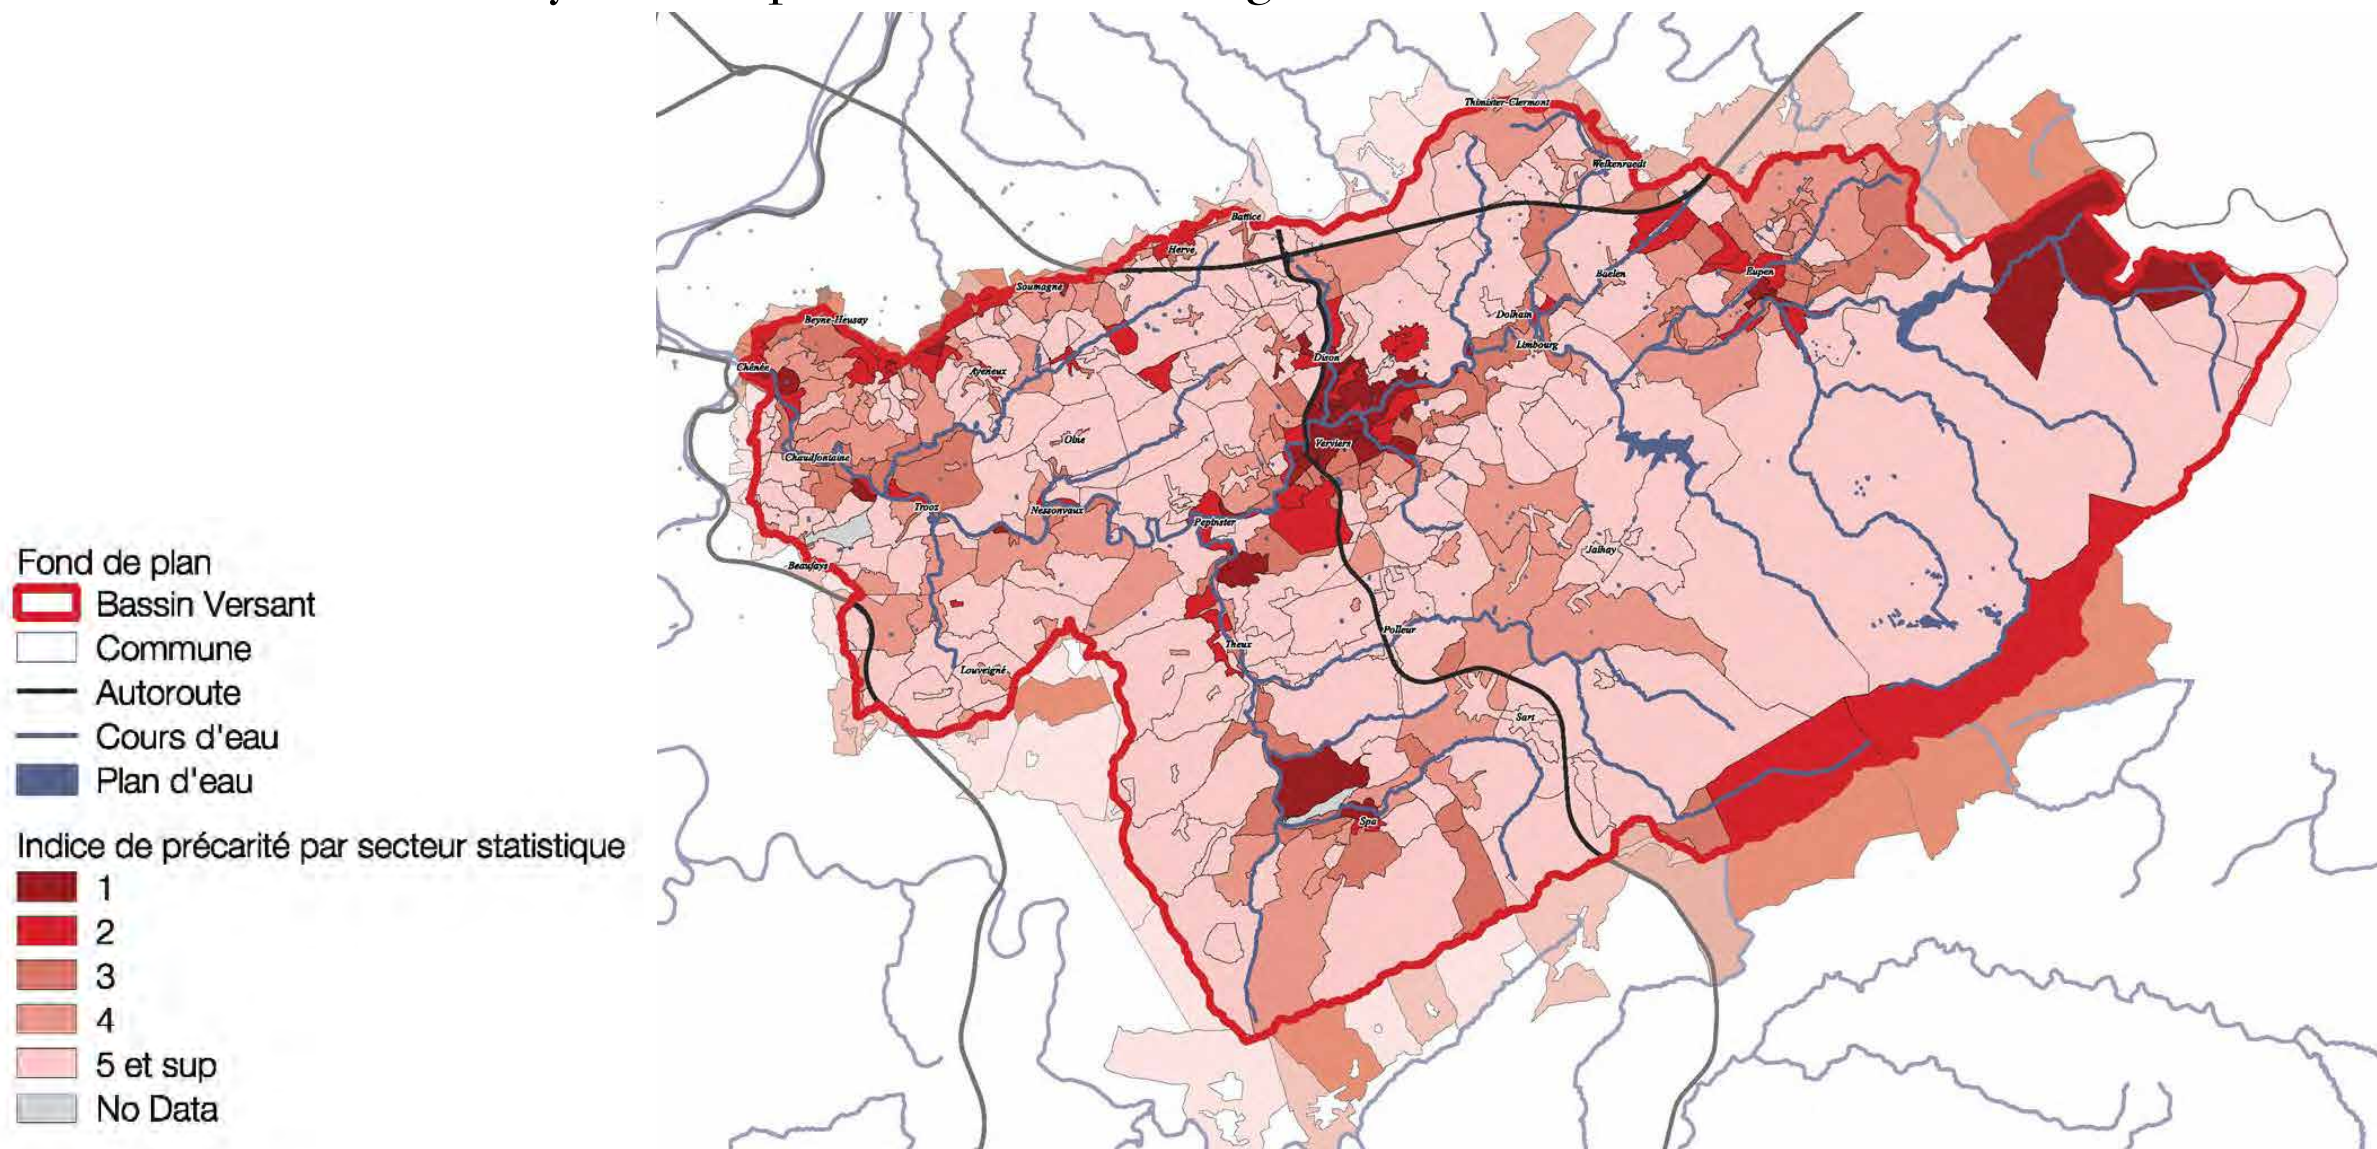 Fond de plan
Bassin Versant
Commune
Autoroute
Cours d'eau
Plan d'eau
Indice de précarité par secteur statistique
1
2
3
4
5 et sup
No Data
Thimister-Clermont
Welkenraedt
Battice
Herve
Soumagne
Eupen
Baelen
Beyne-Heusay
Dolhain
Limbourg
Dison
Chênée
Ayeneux
Olne
Verviers
Chaudfontaine
Trooz
Nessonvaux
Pepinster
Jalhay
Beaufays
Polleur
Theux
Louveigné
Sart
Spa